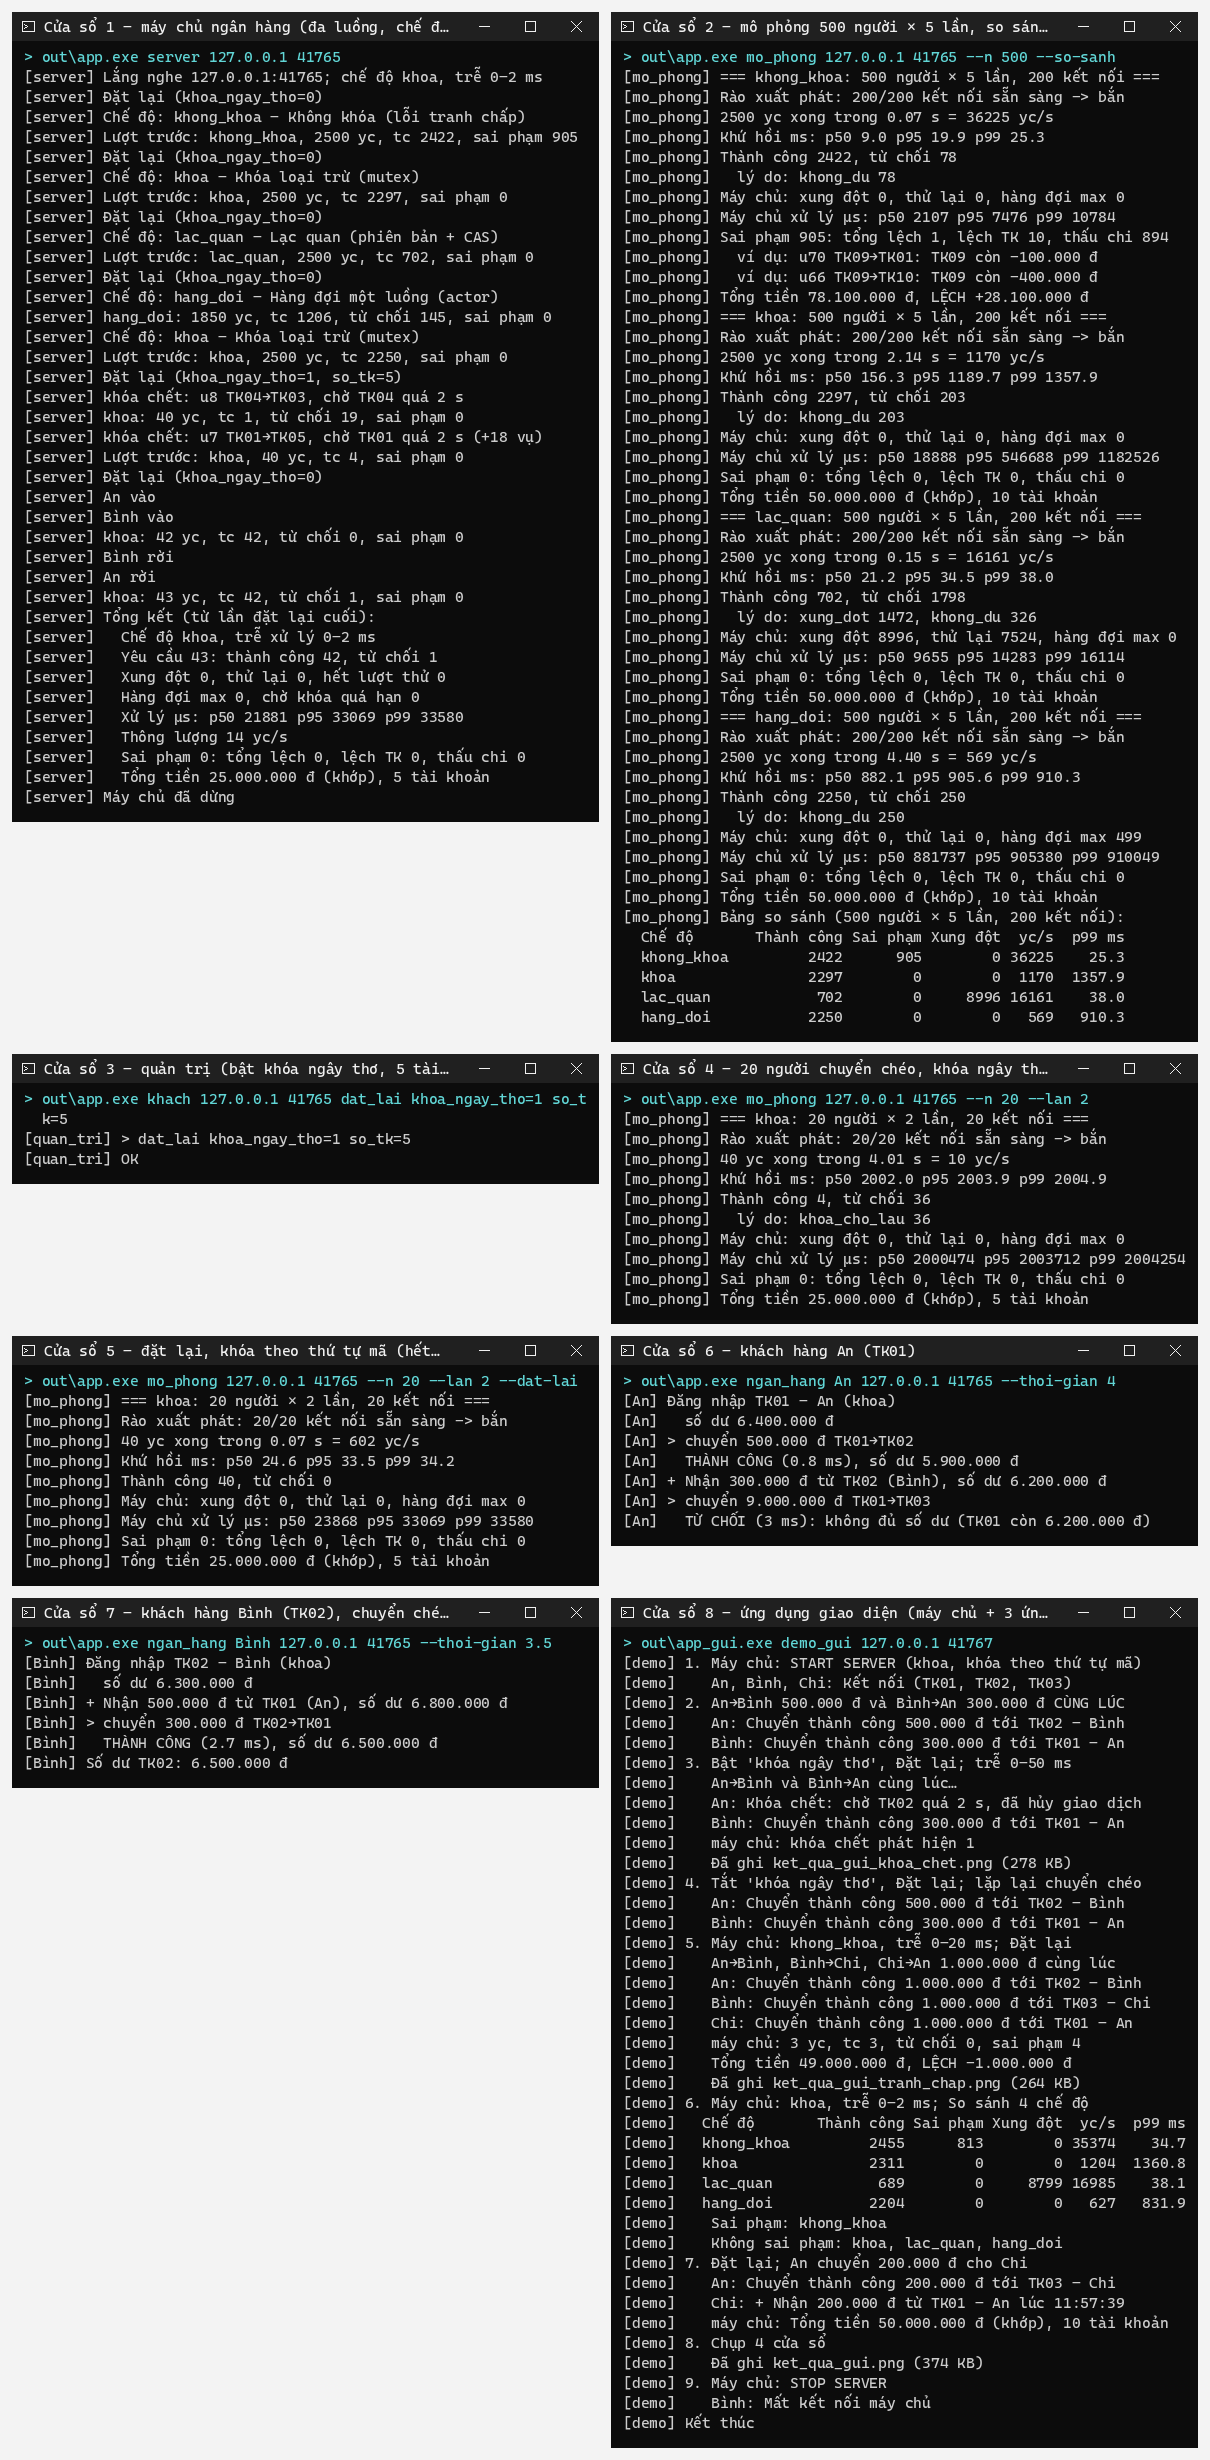 Cửa sổ 1 – máy chủ ngân hàng (đa luồng, chế đ…
> out\app.exe server 127.0.0.1 41765
[server] Lắng nghe 127.0.0.1:41765; chế độ khoa, trễ 0–2 ms
[server] Đặt lại (khoa_ngay_tho=0)
[server] Chế độ: khong_khoa – Không khóa (lỗi tranh chấp)
[server] Lượt trước: khong_khoa, 2500 yc, tc 2422, sai phạm 905
[server] Đặt lại (khoa_ngay_tho=0)
[server] Chế độ: khoa – Khóa loại trừ (mutex)
[server] Lượt trước: khoa, 2500 yc, tc 2297, sai phạm 0
[server] Đặt lại (khoa_ngay_tho=0)
[server] Chế độ: lac_quan – Lạc quan (phiên bản + CAS)
[server] Lượt trước: lac_quan, 2500 yc, tc 702, sai phạm 0
[server] Đặt lại (khoa_ngay_tho=0)
[server] Chế độ: hang_doi – Hàng đợi một luồng (actor)
[server] hang_doi: 1850 yc, tc 1206, từ chối 145, sai phạm 0
[server] Chế độ: khoa – Khóa loại trừ (mutex)
[server] Lượt trước: khoa, 2500 yc, tc 2250, sai phạm 0
[server] Đặt lại (khoa_ngay_tho=1, so_tk=5)
[server] khóa chết: u8 TK04→TK03, chờ TK04 quá 2 s
[server] khoa: 40 yc, tc 1, từ chối 19, sai phạm 0
[server] khóa chết: u7 TK01→TK05, chờ TK01 quá 2 s (+18 vụ)
[server] Lượt trước: khoa, 40 yc, tc 4, sai phạm 0
[server] Đặt lại (khoa_ngay_tho=0)
[server] An vào
[server] Bình vào
[server] khoa: 42 yc, tc 42, từ chối 0, sai phạm 0
[server] Bình rời
[server] An rời
[server] khoa: 43 yc, tc 42, từ chối 1, sai phạm 0
[server] Tổng kết (từ lần đặt lại cuối):
[server]   Chế độ khoa, trễ xử lý 0–2 ms
[server]   Yêu cầu 43: thành công 42, từ chối 1
[server]   Xung đột 0, thử lại 0, hết lượt thử 0
[server]   Hàng đợi max 0, chờ khóa quá hạn 0
[server]   Xử lý µs: p50 21881 p95 33069 p99 33580
[server]   Thông lượng 14 yc/s
[server]   Sai phạm 0: tổng lệch 0, lệch TK 0, thấu chi 0
[server]   Tổng tiền 25.000.000 đ (khớp), 5 tài khoản
[server] Máy chủ đã dừng
Cửa sổ 2 – mô phỏng 500 người × 5 lần, so sán…
> out\app.exe mo_phong 127.0.0.1 41765 --n 500 --so-sanh
[mo_phong] === khong_khoa: 500 người × 5 lần, 200 kết nối ===
[mo_phong] Rào xuất phát: 200/200 kết nối sẵn sàng -> bắn
[mo_phong] 2500 yc xong trong 0.07 s = 36225 yc/s
[mo_phong] Khứ hồi ms: p50 9.0 p95 19.9 p99 25.3
[mo_phong] Thành công 2422, từ chối 78
[mo_phong]   lý do: khong_du 78
[mo_phong] Máy chủ: xung đột 0, thử lại 0, hàng đợi max 0
[mo_phong] Máy chủ xử lý µs: p50 2107 p95 7476 p99 10784
[mo_phong] Sai phạm 905: tổng lệch 1, lệch TK 10, thấu chi 894
[mo_phong]   ví dụ: u70 TK09→TK01: TK09 còn -100.000 đ
[mo_phong]   ví dụ: u66 TK09→TK10: TK09 còn -400.000 đ
[mo_phong] Tổng tiền 78.100.000 đ, LỆCH +28.100.000 đ
[mo_phong] === khoa: 500 người × 5 lần, 200 kết nối ===
[mo_phong] Rào xuất phát: 200/200 kết nối sẵn sàng -> bắn
[mo_phong] 2500 yc xong trong 2.14 s = 1170 yc/s
[mo_phong] Khứ hồi ms: p50 156.3 p95 1189.7 p99 1357.9
[mo_phong] Thành công 2297, từ chối 203
[mo_phong]   lý do: khong_du 203
[mo_phong] Máy chủ: xung đột 0, thử lại 0, hàng đợi max 0
[mo_phong] Máy chủ xử lý µs: p50 18888 p95 546688 p99 1182526
[mo_phong] Sai phạm 0: tổng lệch 0, lệch TK 0, thấu chi 0
[mo_phong] Tổng tiền 50.000.000 đ (khớp), 10 tài khoản
[mo_phong] === lac_quan: 500 người × 5 lần, 200 kết nối ===
[mo_phong] Rào xuất phát: 200/200 kết nối sẵn sàng -> bắn
[mo_phong] 2500 yc xong trong 0.15 s = 16161 yc/s
[mo_phong] Khứ hồi ms: p50 21.2 p95 34.5 p99 38.0
[mo_phong] Thành công 702, từ chối 1798
[mo_phong]   lý do: xung_dot 1472, khong_du 326
[mo_phong] Máy chủ: xung đột 8996, thử lại 7524, hàng đợi max 0
[mo_phong] Máy chủ xử lý µs: p50 9655 p95 14283 p99 16114
[mo_phong] Sai phạm 0: tổng lệch 0, lệch TK 0, thấu chi 0
[mo_phong] Tổng tiền 50.000.000 đ (khớp), 10 tài khoản
[mo_phong] === hang_doi: 500 người × 5 lần, 200 kết nối ===
[mo_phong] Rào xuất phát: 200/200 kết nối sẵn sàng -> bắn
[mo_phong] 2500 yc xong trong 4.40 s = 569 yc/s
[mo_phong] Khứ hồi ms: p50 882.1 p95 905.6 p99 910.3
[mo_phong] Thành công 2250, từ chối 250
[mo_phong]   lý do: khong_du 250
[mo_phong] Máy chủ: xung đột 0, thử lại 0, hàng đợi max 499
[mo_phong] Máy chủ xử lý µs: p50 881737 p95 905380 p99 910049
[mo_phong] Sai phạm 0: tổng lệch 0, lệch TK 0, thấu chi 0
[mo_phong] Tổng tiền 50.000.000 đ (khớp), 10 tài khoản
[mo_phong] Bảng so sánh (500 người × 5 lần, 200 kết nối):
Chế độ       Thành công Sai phạm Xung đột  yc/s  p99 ms
khong_khoa         2422      905        0 36225    25.3
khoa               2297        0        0  1170  1357.9
lac_quan            702        0     8996 16161    38.0
hang_doi           2250        0        0   569   910.3
Cửa sổ 3 – quản trị (bật khóa ngây thơ, 5 tài…
> out\app.exe khach 127.0.0.1 41765 dat_lai khoa_ngay_tho=1 so_t
k=5
[quan_tri] > dat_lai khoa_ngay_tho=1 so_tk=5
[quan_tri] OK
Cửa sổ 4 – 20 người chuyển chéo, khóa ngây th…
> out\app.exe mo_phong 127.0.0.1 41765 --n 20 --lan 2
[mo_phong] === khoa: 20 người × 2 lần, 20 kết nối ===
[mo_phong] Rào xuất phát: 20/20 kết nối sẵn sàng -> bắn
[mo_phong] 40 yc xong trong 4.01 s = 10 yc/s
[mo_phong] Khứ hồi ms: p50 2002.0 p95 2003.9 p99 2004.9
[mo_phong] Thành công 4, từ chối 36
[mo_phong]   lý do: khoa_cho_lau 36
[mo_phong] Máy chủ: xung đột 0, thử lại 0, hàng đợi max 0
[mo_phong] Máy chủ xử lý µs: p50 2000474 p95 2003712 p99 2004254
[mo_phong] Sai phạm 0: tổng lệch 0, lệch TK 0, thấu chi 0
[mo_phong] Tổng tiền 25.000.000 đ (khớp), 5 tài khoản
Cửa sổ 5 – đặt lại, khóa theo thứ tự mã (hết…
> out\app.exe mo_phong 127.0.0.1 41765 --n 20 --lan 2 --dat-lai
[mo_phong] === khoa: 20 người × 2 lần, 20 kết nối ===
[mo_phong] Rào xuất phát: 20/20 kết nối sẵn sàng -> bắn
[mo_phong] 40 yc xong trong 0.07 s = 602 yc/s
[mo_phong] Khứ hồi ms: p50 24.6 p95 33.5 p99 34.2
[mo_phong] Thành công 40, từ chối 0
[mo_phong] Máy chủ: xung đột 0, thử lại 0, hàng đợi max 0
[mo_phong] Máy chủ xử lý µs: p50 23868 p95 33069 p99 33580
[mo_phong] Sai phạm 0: tổng lệch 0, lệch TK 0, thấu chi 0
[mo_phong] Tổng tiền 25.000.000 đ (khớp), 5 tài khoản
Cửa sổ 6 – khách hàng An (TK01)
> out\app.exe ngan_hang An 127.0.0.1 41765 --thoi-gian 4
[An] Đăng nhập TK01 – An (khoa)
[An]   số dư 6.400.000 đ
[An] > chuyển 500.000 đ TK01→TK02
[An]   THÀNH CÔNG (0.8 ms), số dư 5.900.000 đ
[An] + Nhận 300.000 đ từ TK02 (Bình), số dư 6.200.000 đ
[An] > chuyển 9.000.000 đ TK01→TK03
[An]   TỪ CHỐI (3 ms): không đủ số dư (TK01 còn 6.200.000 đ)
Cửa sổ 7 – khách hàng Bình (TK02), chuyển ché…
> out\app.exe ngan_hang Bình 127.0.0.1 41765 --thoi-gian 3.5
[Bình] Đăng nhập TK02 – Bình (khoa)
[Bình]   số dư 6.300.000 đ
[Bình] + Nhận 500.000 đ từ TK01 (An), số dư 6.800.000 đ
[Bình] > chuyển 300.000 đ TK02→TK01
[Bình]   THÀNH CÔNG (2.7 ms), số dư 6.500.000 đ
[Bình] Số dư TK02: 6.500.000 đ
Cửa sổ 8 – ứng dụng giao diện (máy chủ + 3 ứn…
> out\app_gui.exe demo_gui 127.0.0.1 41767
[demo] 1. Máy chủ: START SERVER (khoa, khóa theo thứ tự mã)
[demo]    An, Bình, Chi: Kết nối (TK01, TK02, TK03)
[demo] 2. An→Bình 500.000 đ và Bình→An 300.000 đ CÙNG LÚC
[demo]    An: Chuyển thành công 500.000 đ tới TK02 – Bình
[demo]    Bình: Chuyển thành công 300.000 đ tới TK01 – An
[demo] 3. Bật 'khóa ngây thơ', Đặt lại; trễ 0–50 ms
[demo]    An→Bình và Bình→An cùng lúc…
[demo]    An: Khóa chết: chờ TK02 quá 2 s, đã hủy giao dịch
[demo]    Bình: Chuyển thành công 300.000 đ tới TK01 – An
[demo]    máy chủ: khóa chết phát hiện 1
[demo]    Đã ghi ket_qua_gui_khoa_chet.png (278 KB)
[demo] 4. Tắt 'khóa ngây thơ', Đặt lại; lặp lại chuyển chéo
[demo]    An: Chuyển thành công 500.000 đ tới TK02 – Bình
[demo]    Bình: Chuyển thành công 300.000 đ tới TK01 – An
[demo] 5. Máy chủ: khong_khoa, trễ 0–20 ms; Đặt lại
[demo]    An→Bình, Bình→Chi, Chi→An 1.000.000 đ cùng lúc
[demo]    An: Chuyển thành công 1.000.000 đ tới TK02 – Bình
[demo]    Bình: Chuyển thành công 1.000.000 đ tới TK03 – Chi
[demo]    Chi: Chuyển thành công 1.000.000 đ tới TK01 – An
[demo]    máy chủ: 3 yc, tc 3, từ chối 0, sai phạm 4
[demo]    Tổng tiền 49.000.000 đ, LỆCH -1.000.000 đ
[demo]    Đã ghi ket_qua_gui_tranh_chap.png (264 KB)
[demo] 6. Máy chủ: khoa, trễ 0–2 ms; So sánh 4 chế độ
[demo]   Chế độ       Thành công Sai phạm Xung đột  yc/s  p99 ms
[demo]   khong_khoa         2455      813        0 35374    34.7
[demo]   khoa               2311        0        0  1204  1360.8
[demo]   lac_quan            689        0     8799 16985    38.1
[demo]   hang_doi           2204        0        0   627   831.9
[demo]    Sai phạm: khong_khoa
[demo]    Không sai phạm: khoa, lac_quan, hang_doi
[demo] 7. Đặt lại; An chuyển 200.000 đ cho Chi
[demo]    An: Chuyển thành công 200.000 đ tới TK03 – Chi
[demo]    Chi: + Nhận 200.000 đ từ TK01 – An lúc 11:57:39
[demo]    máy chủ: Tổng tiền 50.000.000 đ (khớp), 10 tài khoản
[demo] 8. Chụp 4 cửa sổ
[demo]    Đã ghi ket_qua_gui.png (374 KB)
[demo] 9. Máy chủ: STOP SERVER
[demo]    Bình: Mất kết nối máy chủ
[demo] Kết thúc